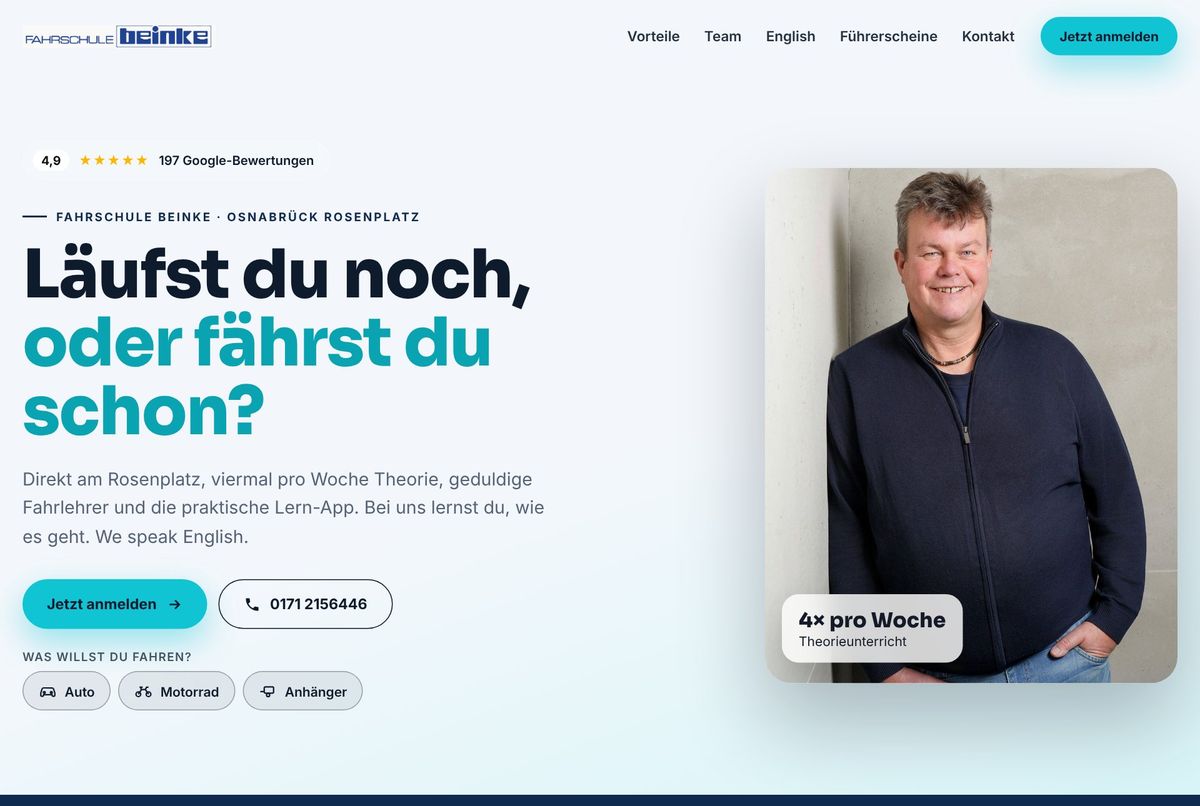 FAHRSCHULE beinke
Vorteile Team English Führerscheine Kontakt Jetzt anmelden
4,9 ★★★★★ 197 Google-Bewertungen
FAHRSCHULE BEINKE · OSNABRÜCK ROSENPLATZ
Läufst du noch,
oder fährst du
schon?
Direkt am Rosenplatz, viermal pro Woche Theorie, geduldige
Fahrlehrer und die praktische Lern-App. Bei uns lernst du, wie
es geht. We speak English.
Jetzt anmelden → 0171 2156446
WAS WILLST DU FAHREN?
Auto Motorrad Anhänger
4× pro Woche
Theorieunterricht